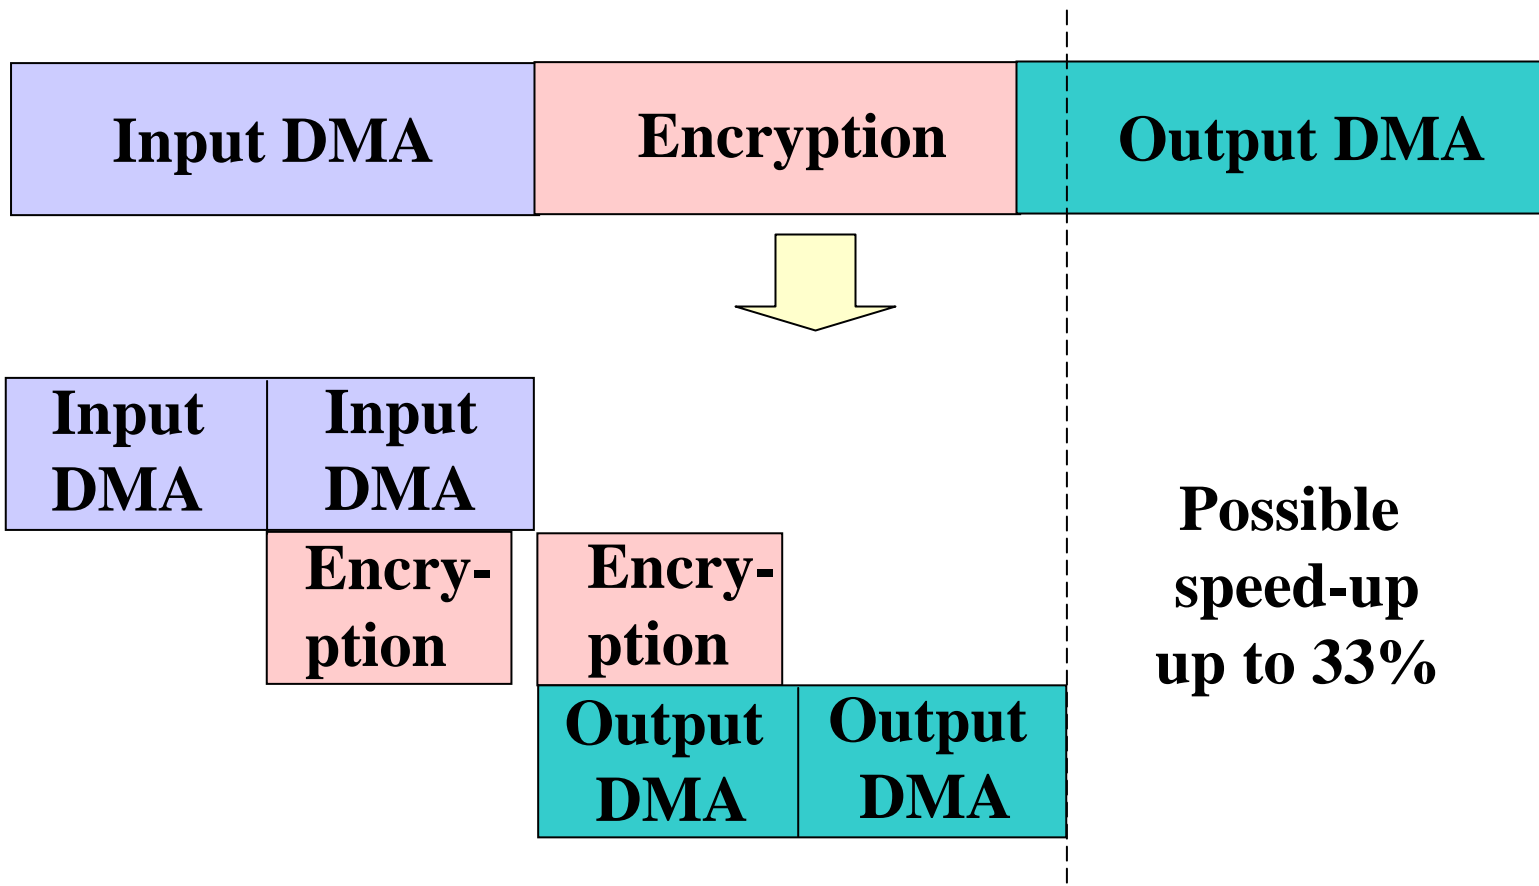 Input DMA
Encryption
Output DMA
Input
DMA
Input
DMA
Encry-
ption
Encry-
ption
Output
DMA
Output
DMA
Possible
speed-up
up to 33%